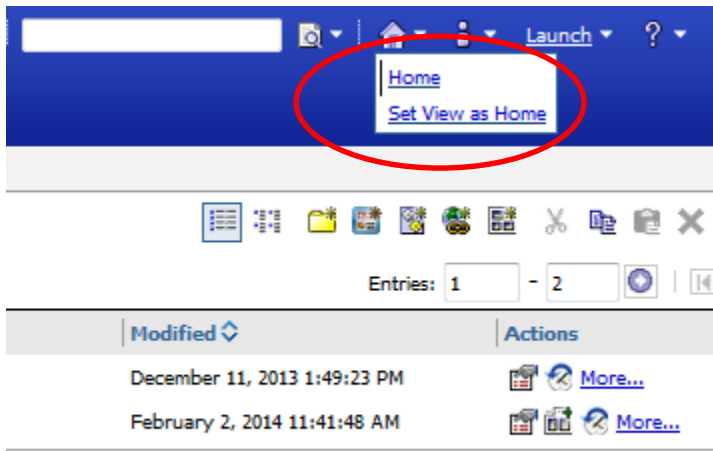 Launch ?
Home
Set View as Home
Entries: 1 - 2
Modified Actions
December 11, 2013 1:49:23 PM More...
February 2, 2014 11:41:48 AM More...